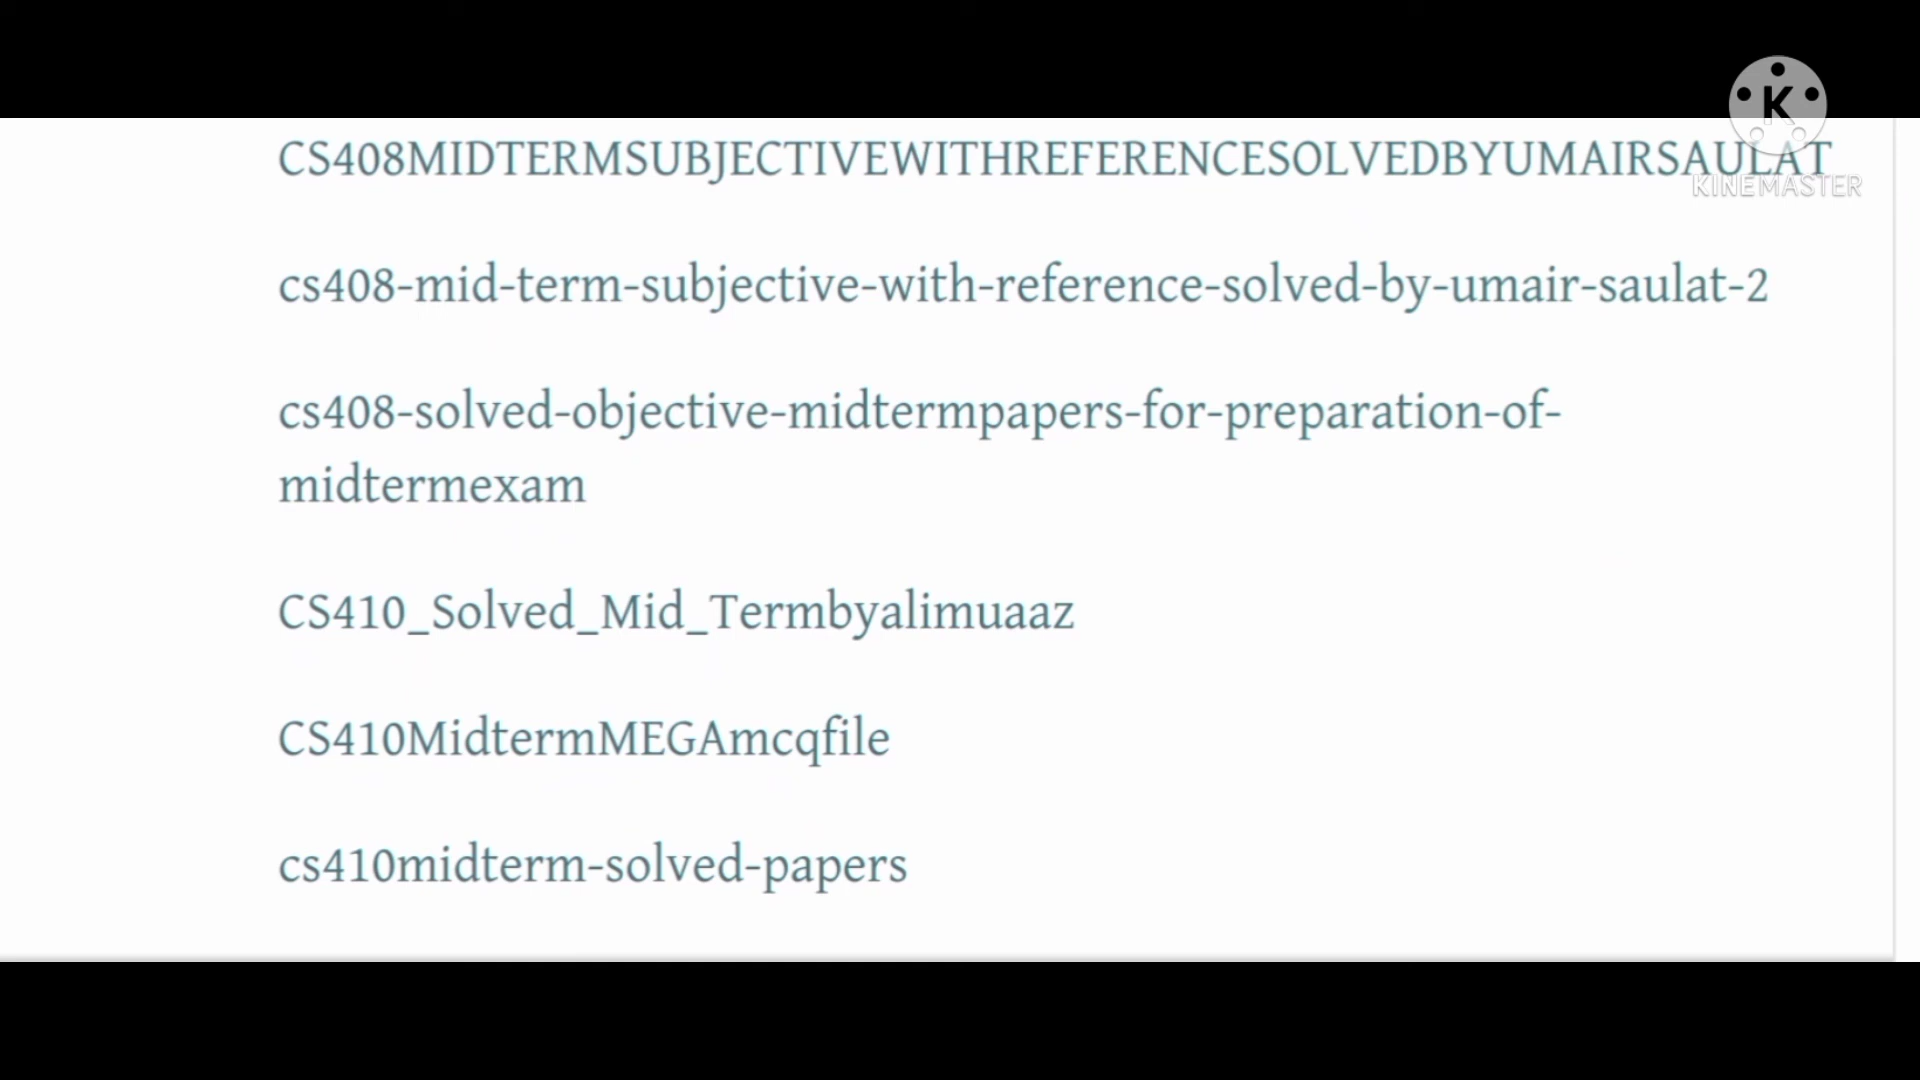 K
CS408MIDTERMSUBJECTIVEWITHREFERENCESOLVEDBYUMAIRSAULAT
KINEMASTER
cs408-mid-term-subjective-with-reference-solved-by-umair-saulat-2
cs408-solved-objective-midtermpapers-for-preparation-of-
midtermexam
CS410_Solved_Mid_Termbyalimuaaz
CS410MidtermMEGAmcqfile
cs410midterm-solved-papers